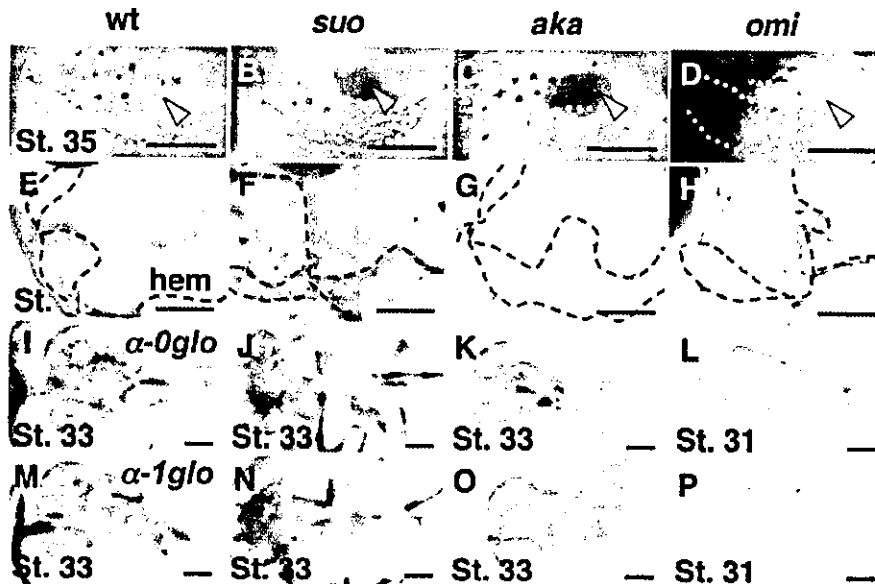 wt suo aka omi
B C D
St. 35
E F G H
hem
St.
I α-0glo J K L
St. 33 St. 33 St. 33 St. 31
M α-1glo N O P
St. 33 St. 33 St. 33 St. 31